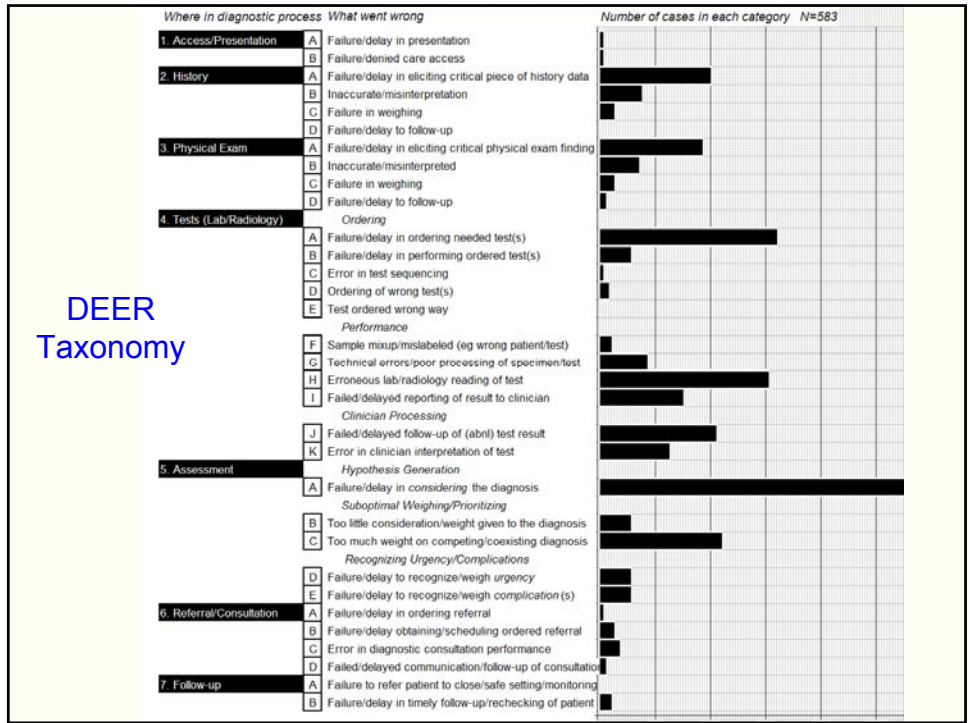 Where in diagnostic process What went wrong Number of cases in each category N=583
1. Access/Presentation A Failure/delay in presentation
B Failure/denied care access
2. History A Failure/delay in eliciting critical piece of history data
B Inaccurate/misinterpretation
C Failure in weighing
D Failure/delay to follow-up
3. Physical Exam A Failure/delay in eliciting critical physical exam finding
B Inaccurate/misinterpreted
C Failure in weighing
D Failure/delay to follow-up
4. Tests (Lab/Radiology) Ordering
A Failure/delay in ordering needed test(s)
B Failure/delay in performing ordered test(s)
C Error in test sequencing
D Ordering of wrong test(s)
E Test ordered wrong way
DEER
Taxonomy
Performance
F Sample mixup/mislabeled (eg wrong patient/test)
G Technical errors/poor processing of specimen/test
H Erroneous lab/radiology reading of test
I Failed/delayed reporting of result to clinician
Clinician Processing
J Failed/delayed follow-up of (abnl) test result
K Error in clinician interpretation of test
5. Assessment Hypothesis Generation
A Failure/delay in considering the diagnosis
Suboptimal Weighing/Prioritizing
B Too little consideration/weight given to the diagnosis
C Too much weight on competing/coexisting diagnosis
Recognizing Urgency/Complications
D Failure/delay to recognize/weigh urgency
E Failure/delay to recognize/weigh complication(s)
6. Referral/Consultation A Failure/delay in ordering referral
B Failure/delay obtaining/scheduling ordered referral
C Error in diagnostic consultation performance
D Failed/delayed communication/follow-up of consultation
7. Follow-up A Failure to refer patient to close/safe setting/monitoring
B Failure/delay in timely follow-up/rechecking of patient